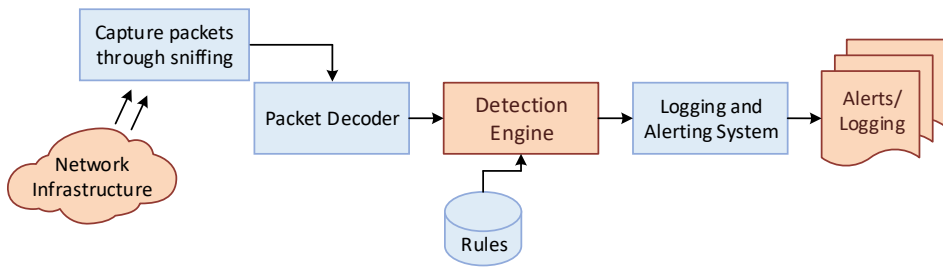 Capture packets
through sniffing
Packet Decoder
Detection
Engine
Logging and
Alerting System
Alerts/
Logging
Network
Infrastructure
Rules